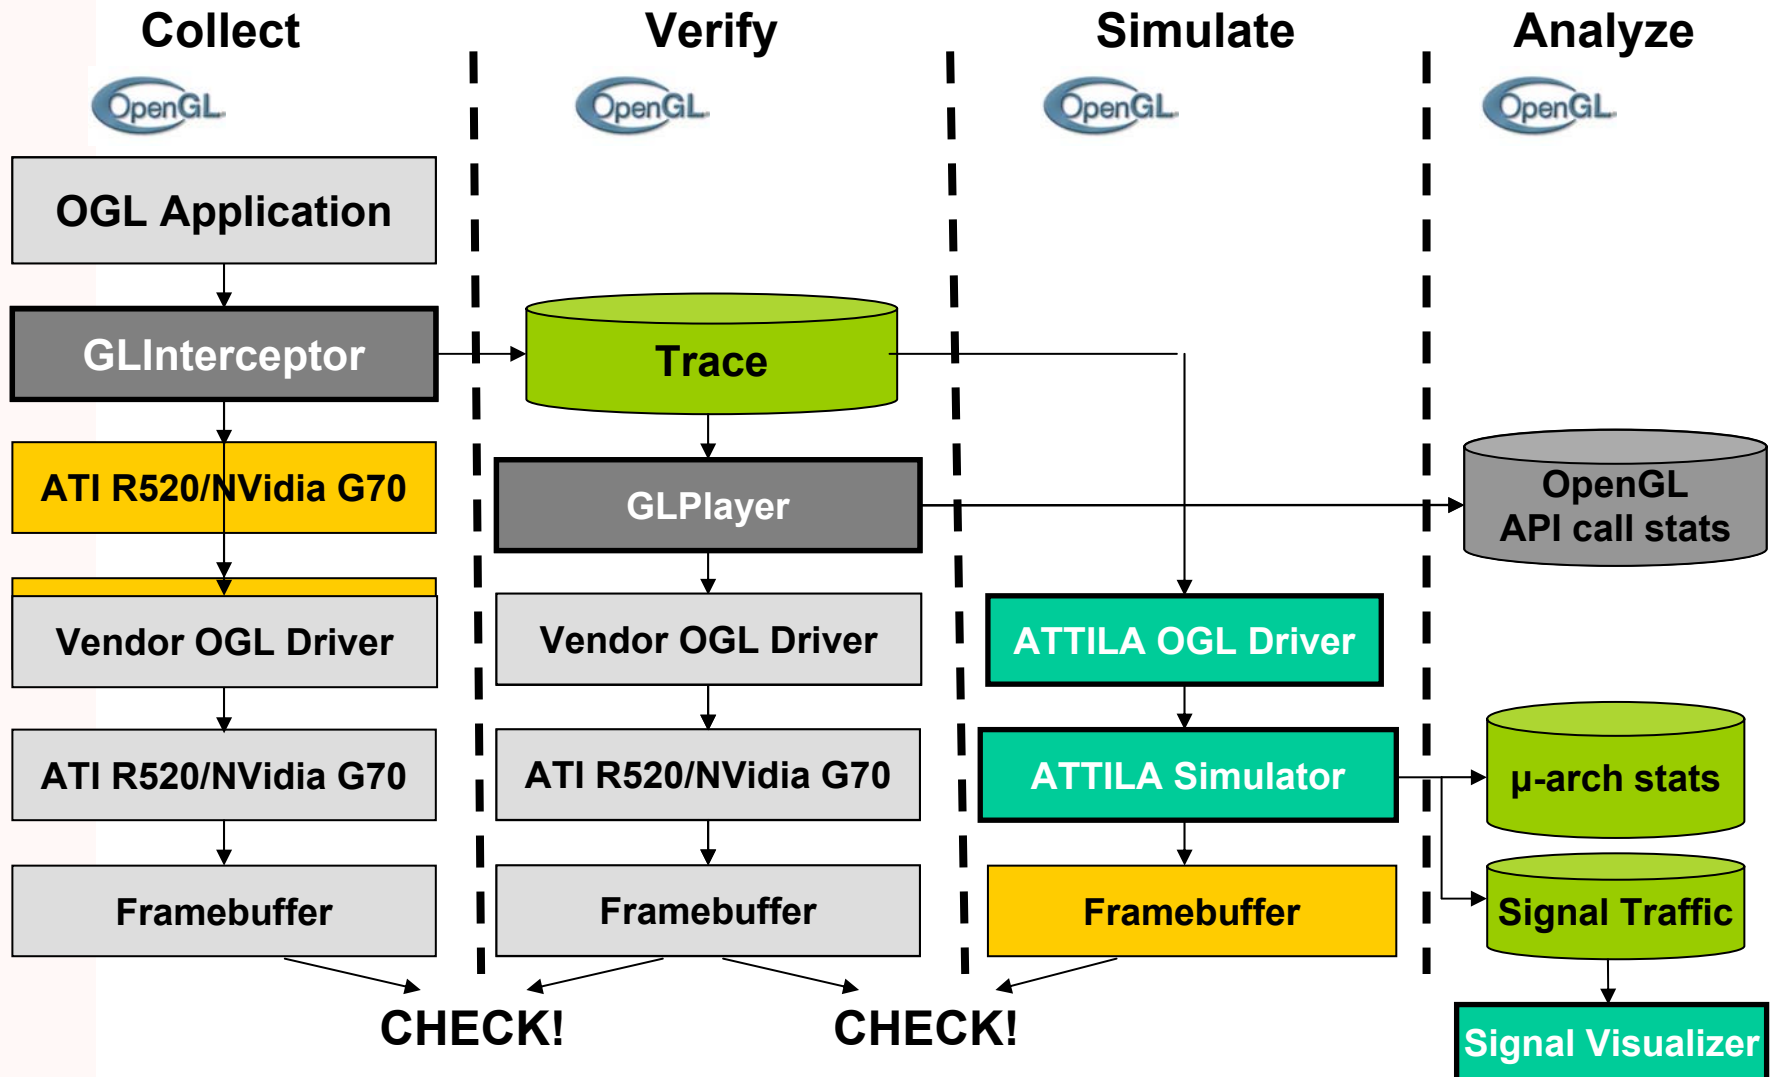 Collect
Verify
Simulate
Analyze
OpenGL
OpenGL
OpenGL
OpenGL
OGL Application
GLInterceptor
Trace
ATI R520/NVidia G70
GLPlayer
OpenGL
API call stats
Vendor OGL Driver
Vendor OGL Driver
ATTILA OGL Driver
ATI R520/NVidia G70
ATI R520/NVidia G70
ATTILA Simulator
µ-arch stats
Framebuffer
Framebuffer
Framebuffer
Signal Traffic
CHECK!
CHECK!
Signal Visualizer